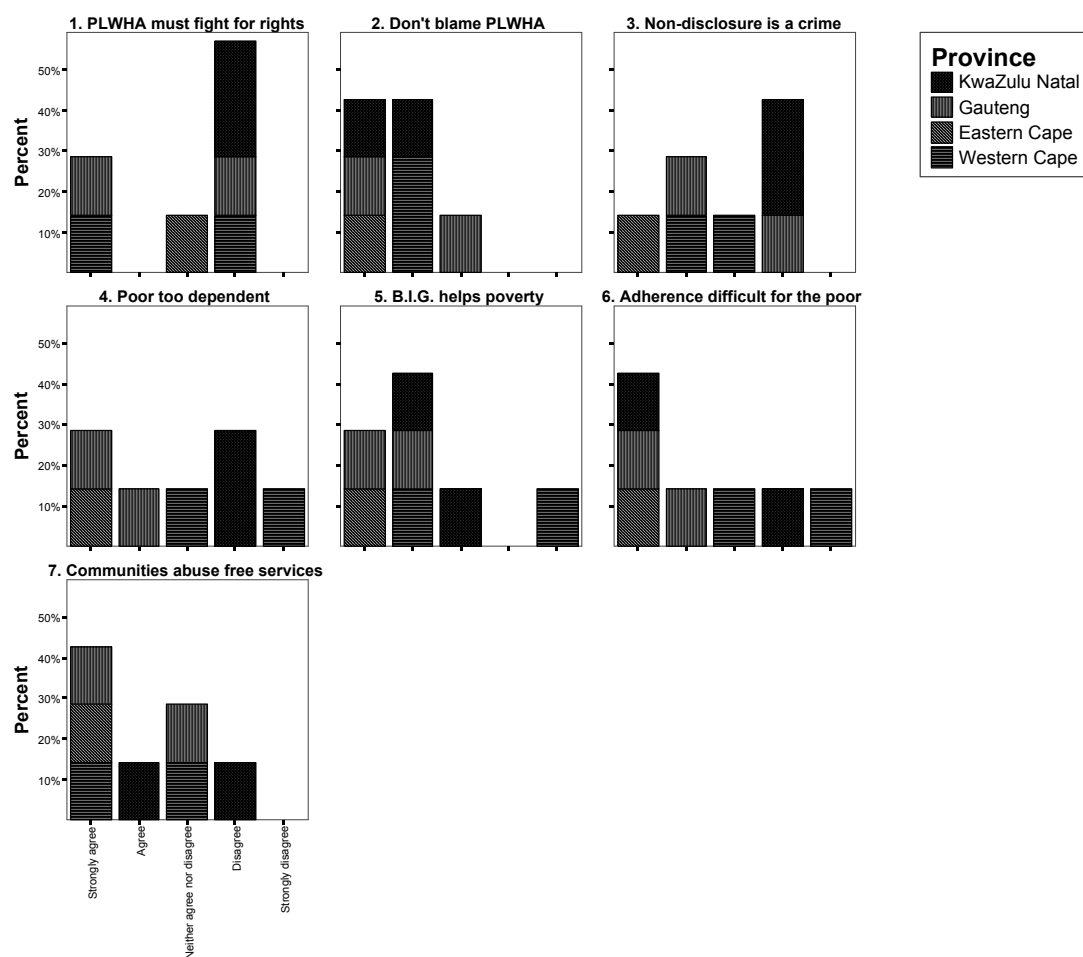 1. PLWHA must fight for rights
2. Don't blame PLWHA
3. Non-disclosure is a crime
Province
KwaZulu Natal
Gauteng
Eastern Cape
Western Cape
Percent
50%
40%
30%
20%
10%
4. Poor too dependent
5. B.I.G. helps poverty
6. Adherence difficult for the poor
50%
40%
30%
20%
10%
7. Communities abuse free services
Percent
50%
40%
30%
20%
10%
Strongly agree
Agree
Neither agree nor disagree
Disagree
Strongly disagree